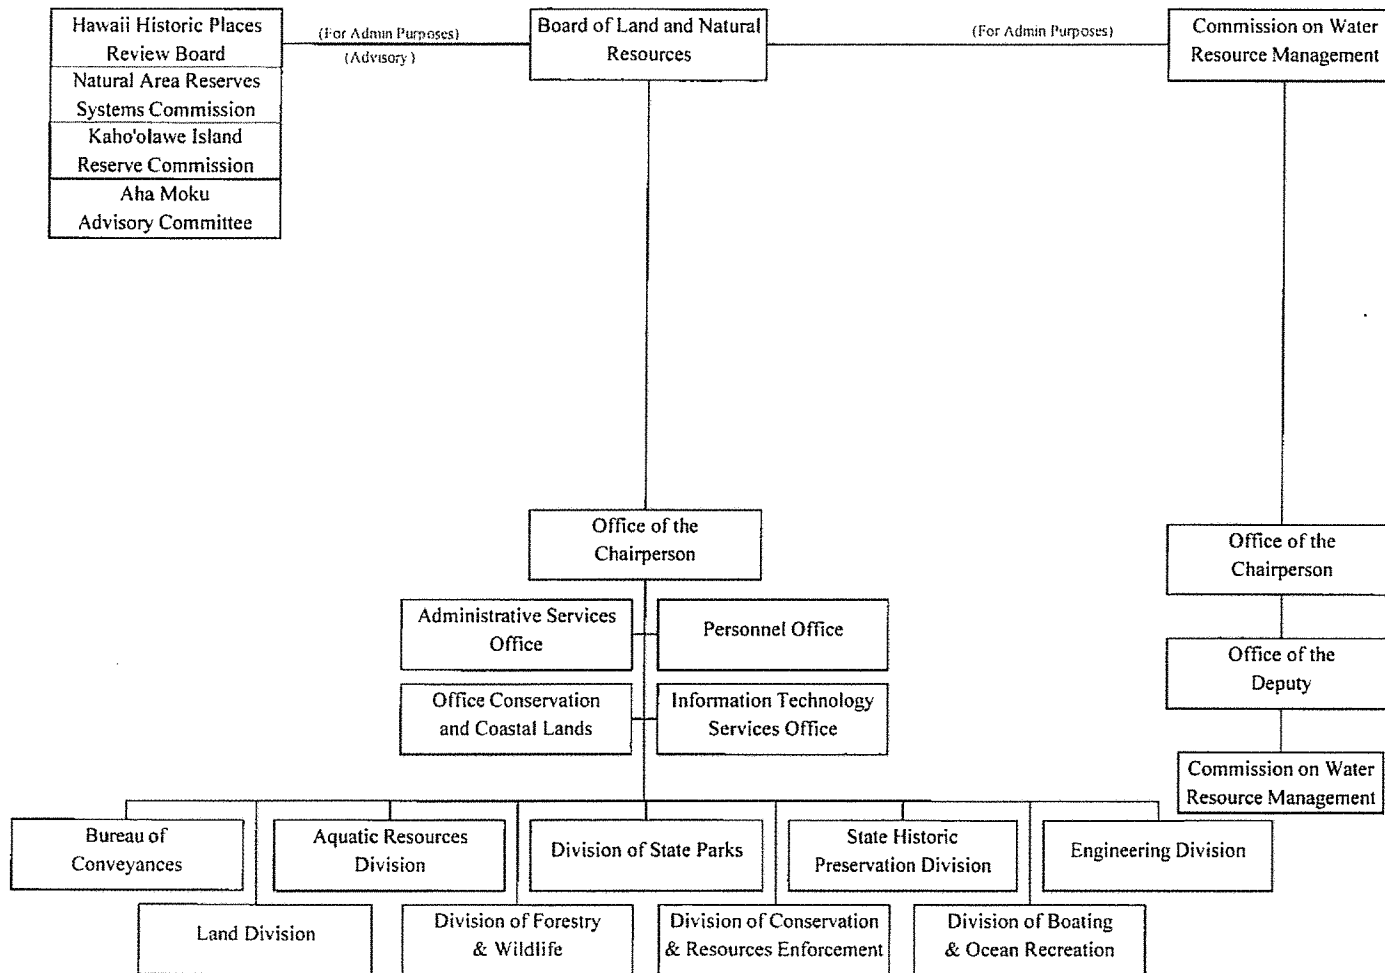 Hawaii Historic Places
Review Board
Natural Area Reserves
Systems Commission
Kaho'olawe Island
Reserve Commission
Aha Moku
Advisory Committee
(For Admin Purposes)
(Advisory )
Board of Land and Natural
Resources
(For Admin Purposes)
Commission on Water
Resource Management
Office of the
Chairperson
Administrative Services
Office
Personnel Office
Office Conservation
and Coastal Lands
Information Technology
Services Office
Office of the
Chairperson
Office of the
Deputy
Commission on Water
Resource Management
Bureau of
Conveyances
Aquatic Resources
Division
Division of State Parks
State Historic
Preservation Division
Engineering Division
Land Division
Division of Forestry
& Wildlife
Division of Conservation
& Resources Enforcement
Division of Boating
& Ocean Recreation